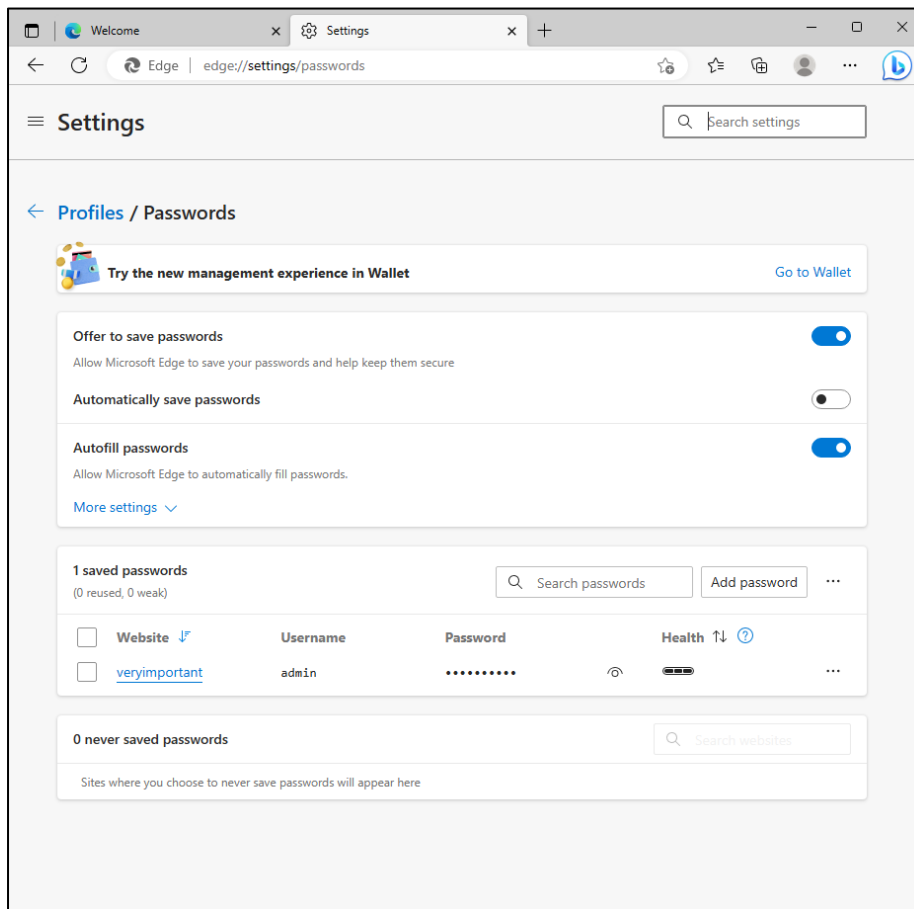 Welcome
Settings
Edge
edge://settings/passwords
Settings
Search settings
Profiles / Passwords
Try the new management experience in Wallet
Go to Wallet
Offer to save passwords
Allow Microsoft Edge to save your passwords and help keep them secure
Automatically save passwords
Autofill passwords
Allow Microsoft Edge to automatically fill passwords.
More settings
1 saved passwords
(0 reused, 0 weak)
Search passwords
Add password
Website Username Password Health
veryimportant admin ••••••••••
0 never saved passwords
Search websites
Sites where you choose to never save passwords will appear here